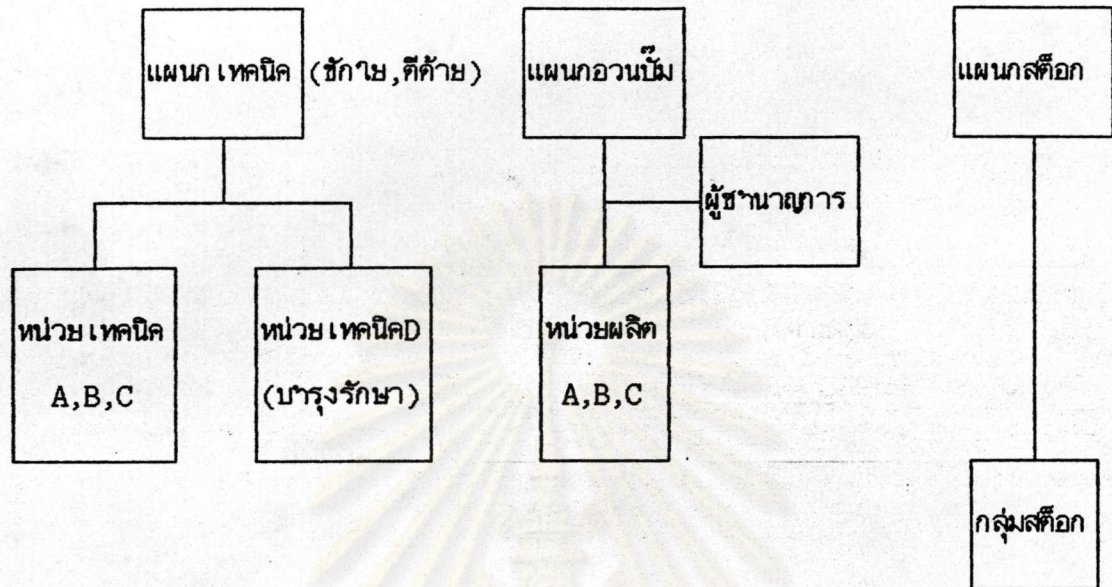 แผนกเทคนิค (ชักใย,ตีด้าย)
แผนกอวนปั๊ม
แผนกสต็อก
ผู้ชำนาญการ
หน่วยเทคนิค
A,B,C
หน่วยเทคนิคD
(บำรุงรักษา)
หน่วยผลิต
A,B,C
กลุ่มสต็อก